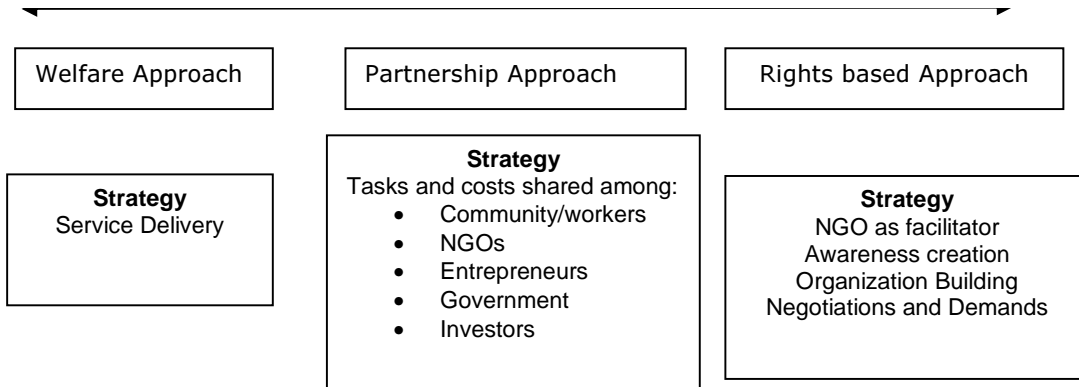 Welfare Approach
Partnership Approach
Rights based Approach
Strategy
Service Delivery
Strategy
Tasks and costs shared among:
• Community/workers
• NGOs
• Entrepreneurs
• Government
• Investors
Strategy
NGO as facilitator
Awareness creation
Organization Building
Negotiations and Demands